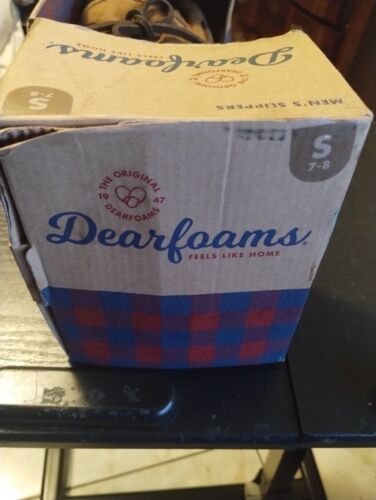 Dearfoams
FEELS LIKE HOME
MEN'S SLIPPERS
S
7-8
S
7-8
THE ORIGINAL
19 47
DEARFOAMS
Dearfoams®
FEELS LIKE HOME